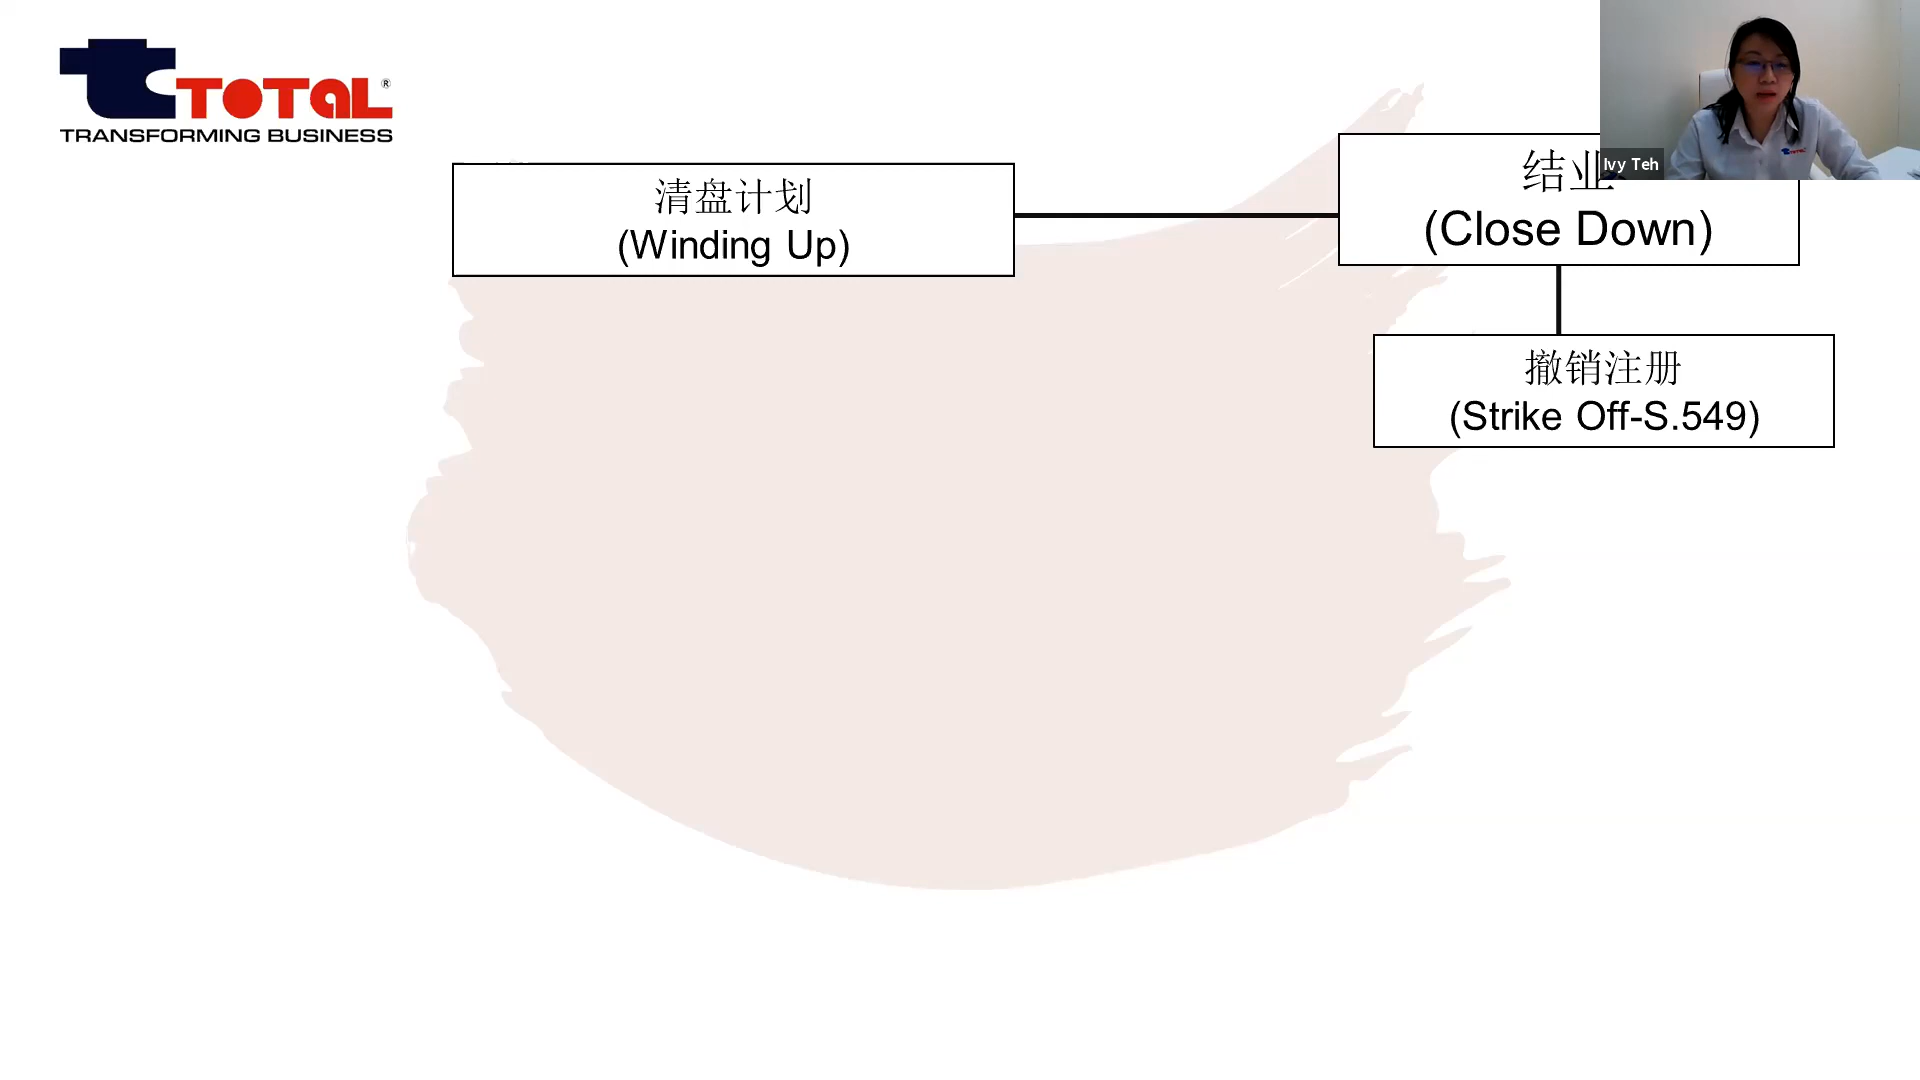 TOTAL®
TRANSFORMING BUSINESS
清盘计划
(Winding Up)
结业
(Close Down)
撤销注册
(Strike Off-S.549)
Ivy Teh
TOTAL